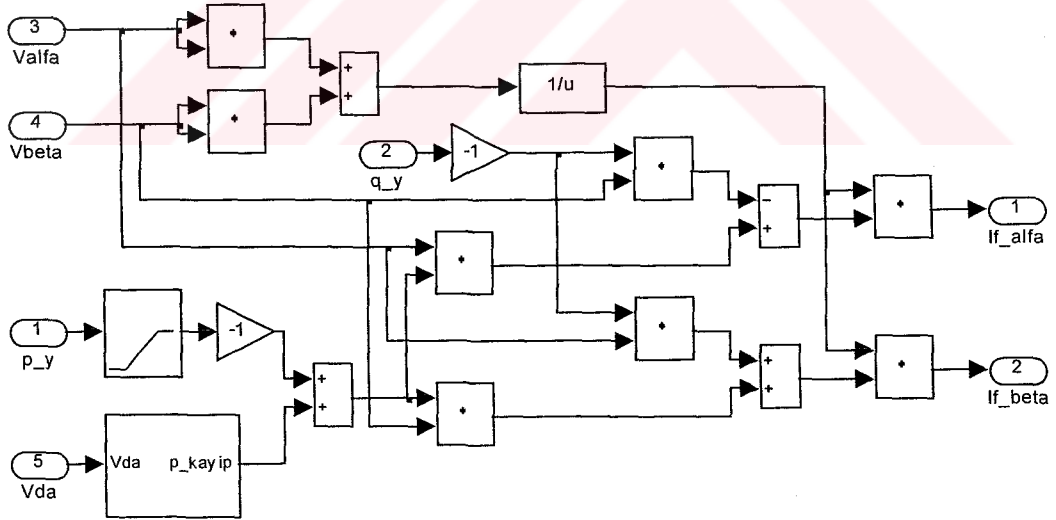 3
Valfa
4
Vbeta
+
+
1/u
2
q_y
-1
−
+
1
If_alfa
1
p_y
-1
+
+
+
+
2
If_beta
5
Vda
Vda p_kayip